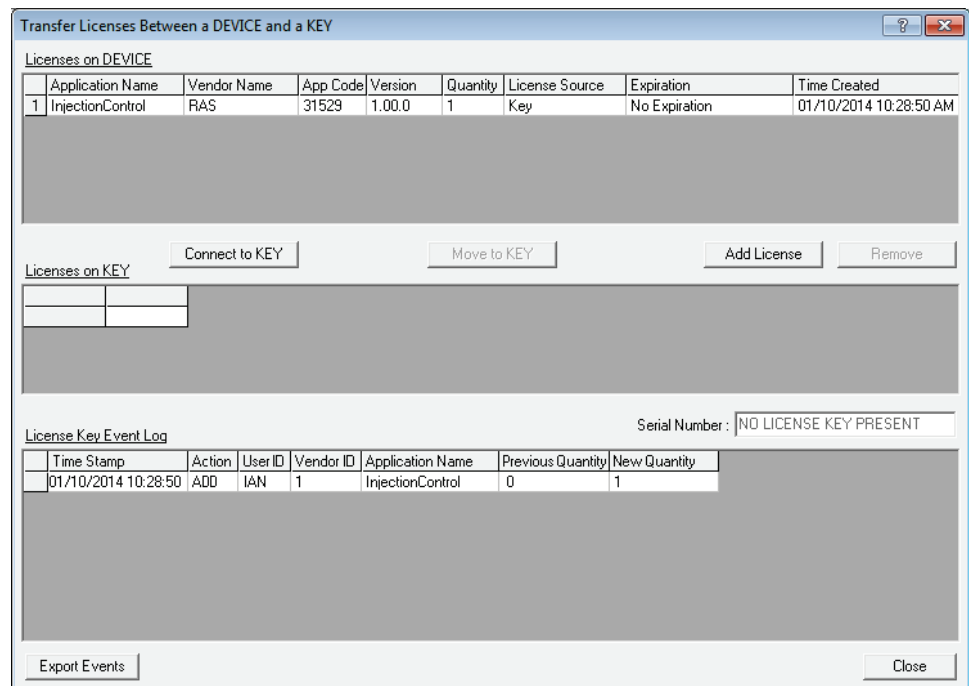 Transfer Licenses Between a DEVICE and a KEY
Licenses on DEVICE
Application Name Vendor Name App Code Version Quantity License Source Expiration Time Created
1 InjectionControl RAS 31529 1.00.0 1 Key No Expiration 01/10/2014 10:28:50 AM
Connect to KEY Move to KEY Add License Remove
Licenses on KEY
Serial Number : NO LICENSE KEY PRESENT
License Key Event Log
Time Stamp Action User ID Vendor ID Application Name Previous Quantity New Quantity
01/10/2014 10:28:50 ADD IAN 1 InjectionControl 0 1
Export Events Close